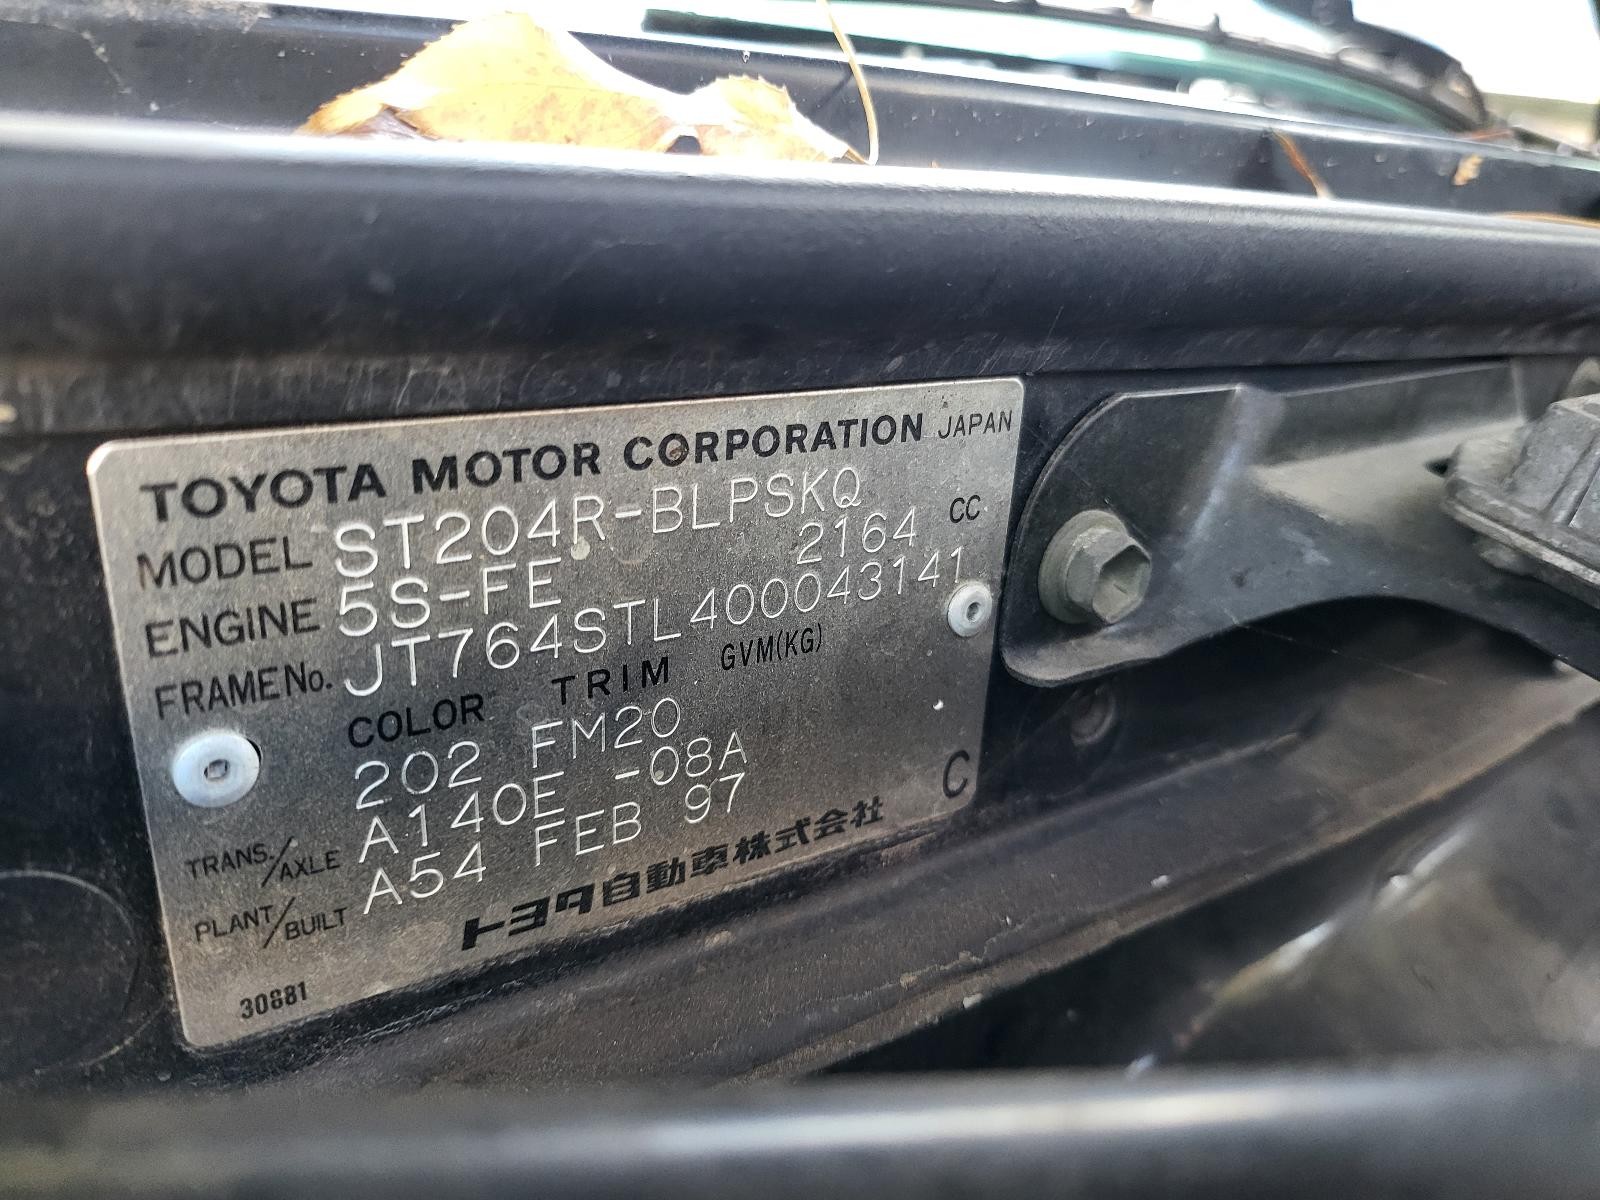 TOYOTA MOTOR CORPORATION JAPAN
MODEL ST204R-BLPSKQ
ENGINE 5S-FE 2164 CC
FRAME No. JT764STL400043141
COLOR TRIM GVM(KG)
202 FM20
TRANS./AXLE A140E -08A
PLANT/BUILT A54 FEB 97
C
トヨタ自動車株式会社
30881